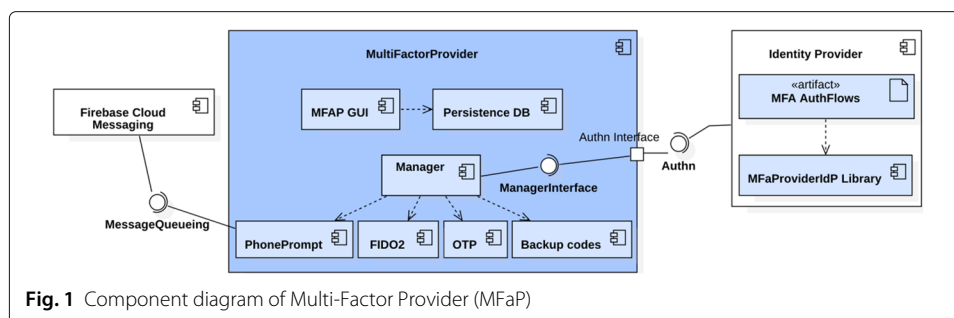 MultiFactorProvider
Identity Provider
«artifact»
MFA AuthFlows
MFAP GUI
Persistence DB
Firebase Cloud
Messaging
Authn Interface
Authn
Manager
ManagerInterface
MFaProviderIdP Library
MessageQueueing
PhonePrompt
FIDO2
OTP
Backup codes
Fig. 1 Component diagram of Multi-Factor Provider (MFaP)